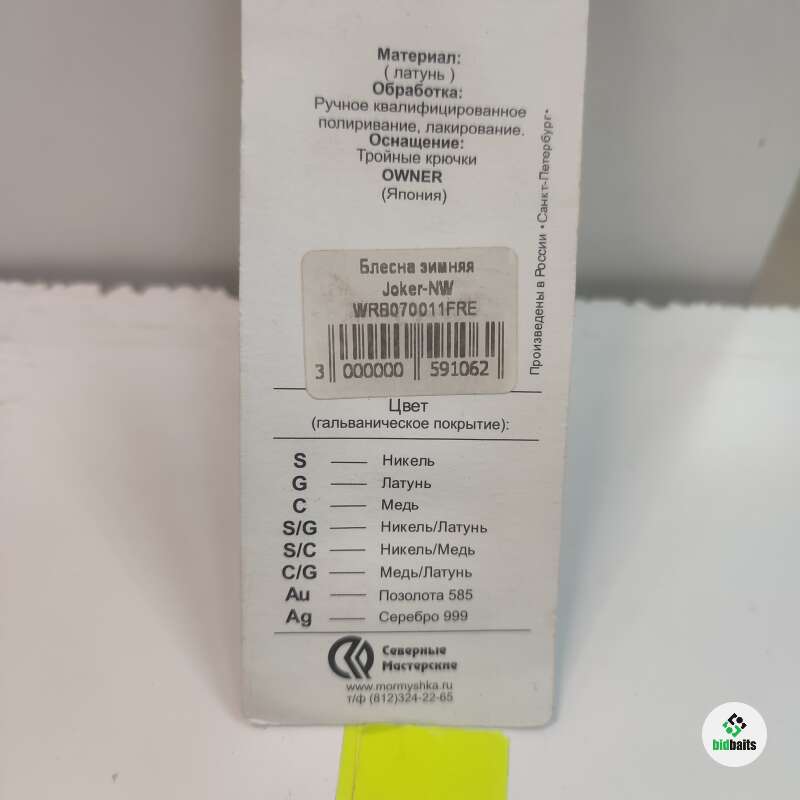 Материал:
( латунь )
Обработка:
Ручное квалифицированное
полиривание, лакирование.
Оснащение:
Тройные крючки
OWNER
(Япония)
Произведены в России • Санкт-Петербург •
Блесна зимняя
Joker-NW
WRB070011FRE
3 000000 591062
Цвет
(гальваническое покрытие):
S — Никель
G — Латунь
C — Медь
S/G — Никель/Латунь
S/C — Никель/Медь
C/G — Медь/Латунь
Au — Позолота 585
Ag — Серебро 999
Северные
Мастерские
www.mormyshka.ru
т/ф (812)324-22-65
bidbaits